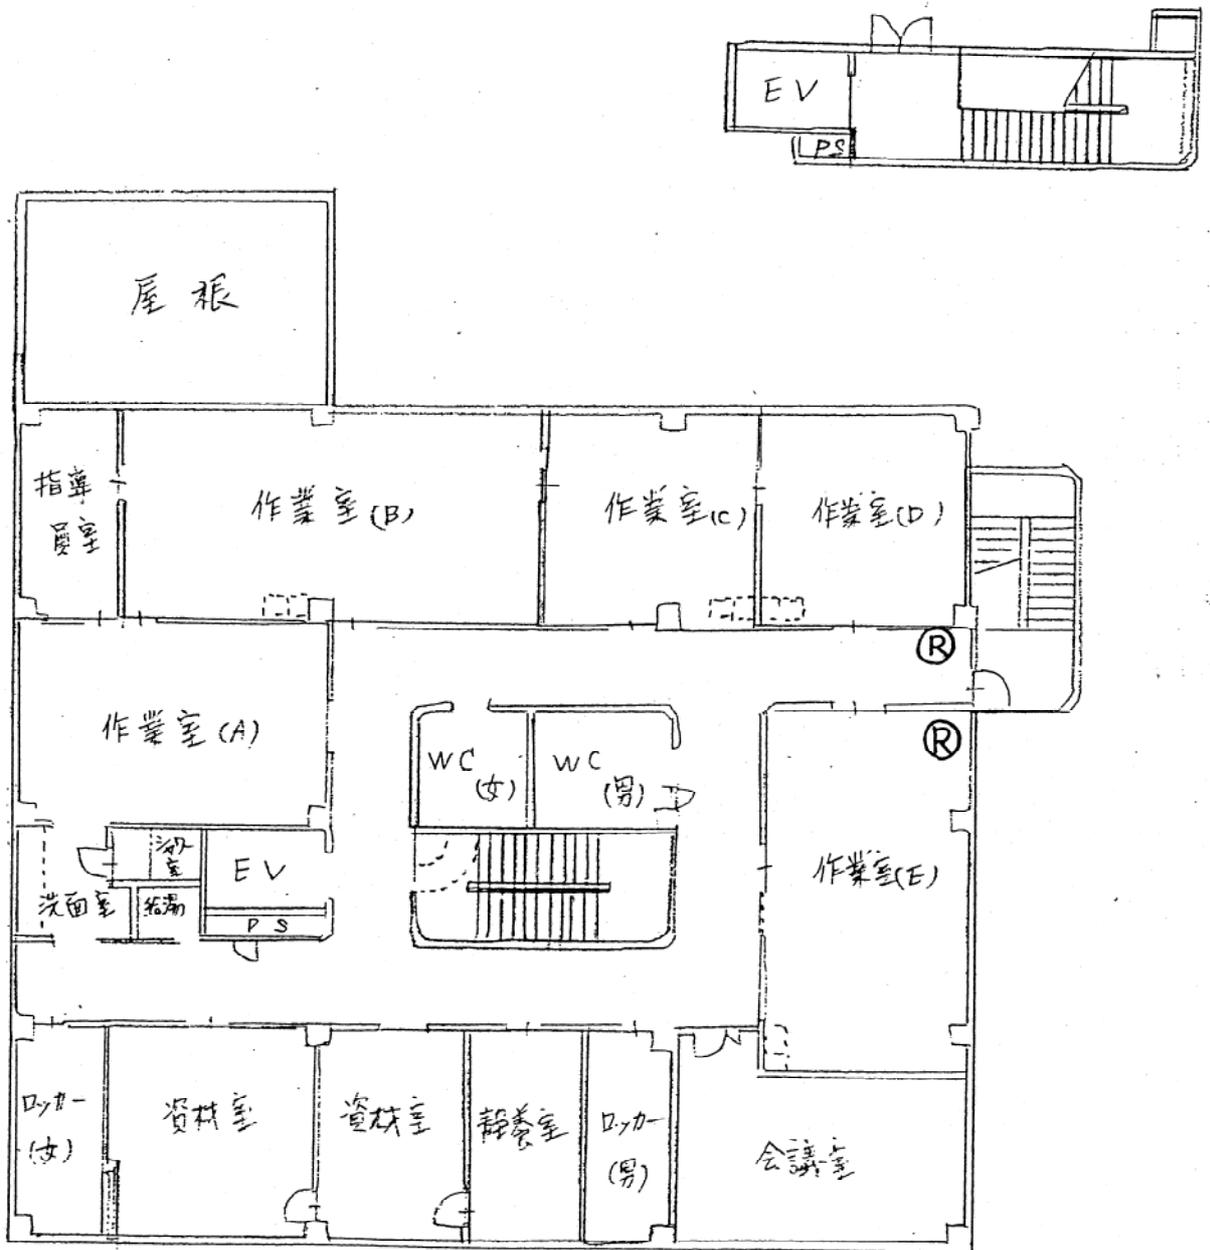 EV
PS
屋根
指導
員室
作業室(B)
作業室(C)
作業室(D)
R
作業室(A)
WC
(女)
WC
(男)
R
シャワー
室
EV
作業室(E)
洗面室
給湯
PS
ロッカー
(女)
資材室
資材室
静養室
ロッカー
(男)
会議室